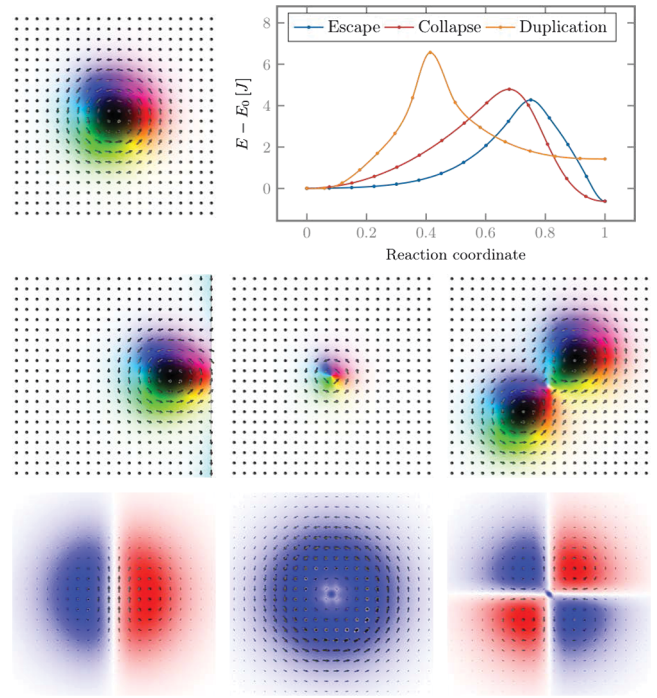 Escape Collapse Duplication
8
6
4
2
0
E − E₀ [J]
0 0.2 0.4 0.6 0.8 1
Reaction coordinate